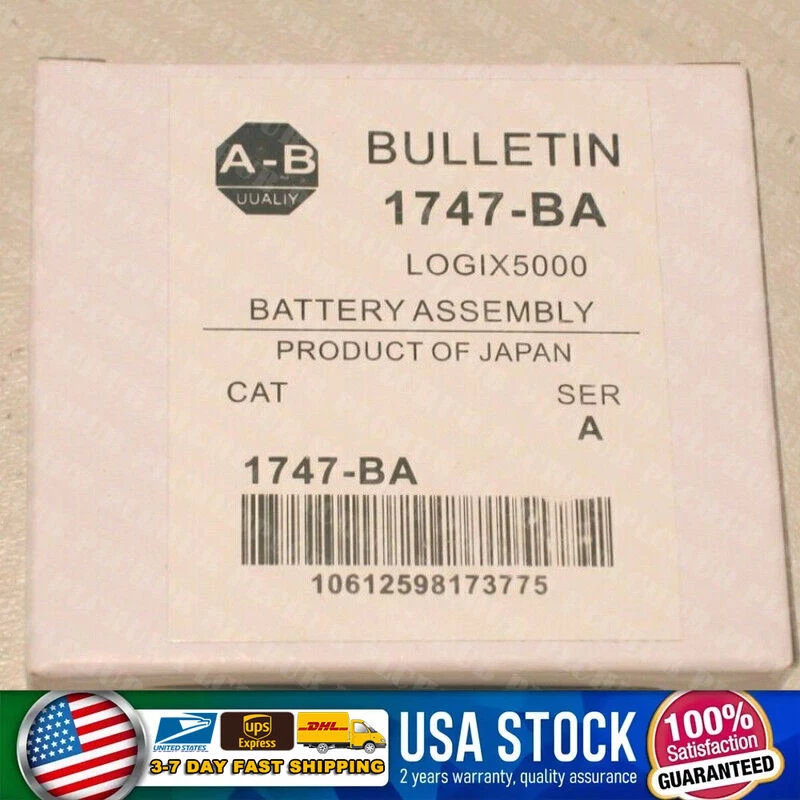 A-B
UUALIY
BULLETIN
1747-BA
LOGIX5000
BATTERY ASSEMBLY
PRODUCT OF JAPAN
CAT
SER
A
1747-BA
10612598173775
UNITED STATES
ups
Express
DHL
3-7 DAY FAST SHIPPING
USA STOCK
2 years warranty, quality assurance
100%
Satisfaction
GUARANTEED